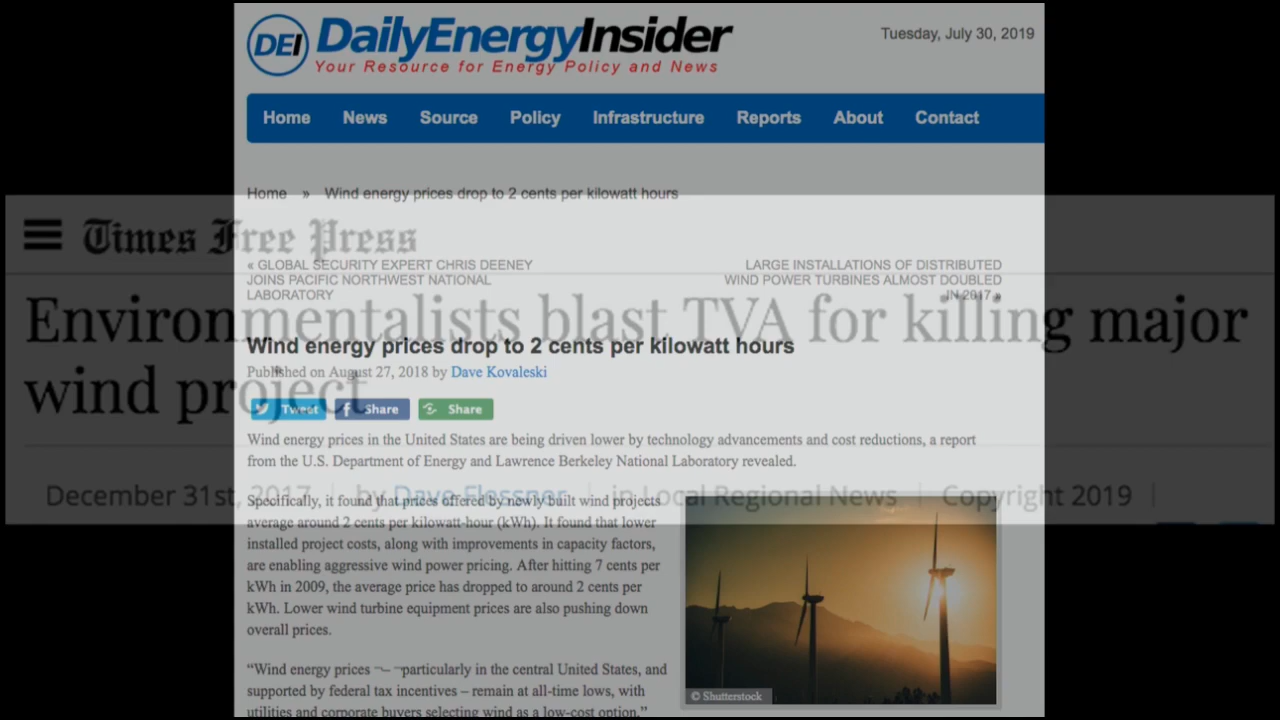 DEI DailyEnergyInsider
Your Resource for Energy Policy and News
Tuesday, July 30, 2019
Home News Source Policy Infrastructure Reports About Contact
Home » Wind energy prices drop to 2 cents per kilowatt hours
Times Free Press
« GLOBAL SECURITY EXPERT CHRIS DEENEY
JOINS PACIFIC NORTHWEST NATIONAL
LABORATORY
LARGE INSTALLATIONS OF DISTRIBUTED
WIND POWER TURBINES ALMOST DOUBLED
IN 2017 »
Environmentalists blast TVA for killing major
wind project
Wind energy prices drop to 2 cents per kilowatt hours
Published on August 27, 2018 by Dave Kovaleski
Tweet Share Share
Wind energy prices in the United States are being driven lower by technology advancements and cost reductions, a report
from the U.S. Department of Energy and Lawrence Berkeley National Laboratory revealed.
December 31st, 2017 | by Dave Flessner | in Local Regional News | Copyright 2019 |
Specifically, it found that prices offered by newly built wind projects
average around 2 cents per kilowatt-hour (kWh). It found that lower
installed project costs, along with improvements in capacity factors,
are enabling aggressive wind power pricing. After hitting 7 cents per
kWh in 2009, the average price has dropped to around 2 cents per
kWh. Lower wind turbine equipment prices are also pushing down
overall prices.
“Wind energy prices – particularly in the central United States, and
supported by federal tax incentives – remain at all-time lows, with
utilities and corporate buyers selecting wind as a low-cost option,”
© Shutterstock